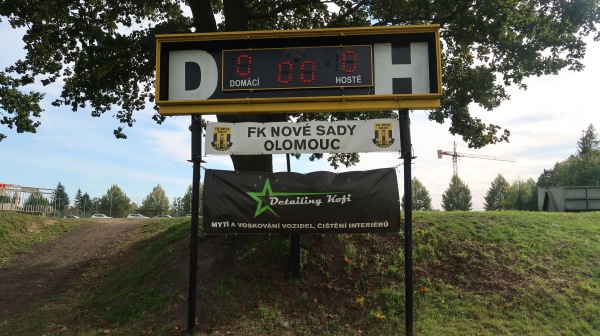 D H
0 00 0
DOMÁCÍ HOSTÉ
FK NOVÉ SADY
OLOMOUC
Detailing Kofi
MYTÍ A VOSKOVÁNÍ VOZIDEL, ČIŠTĚNÍ INTERIÉRŮ